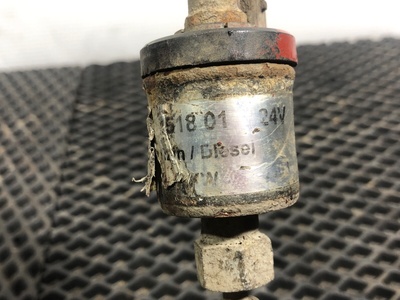 518 01 24V
n / Diesel